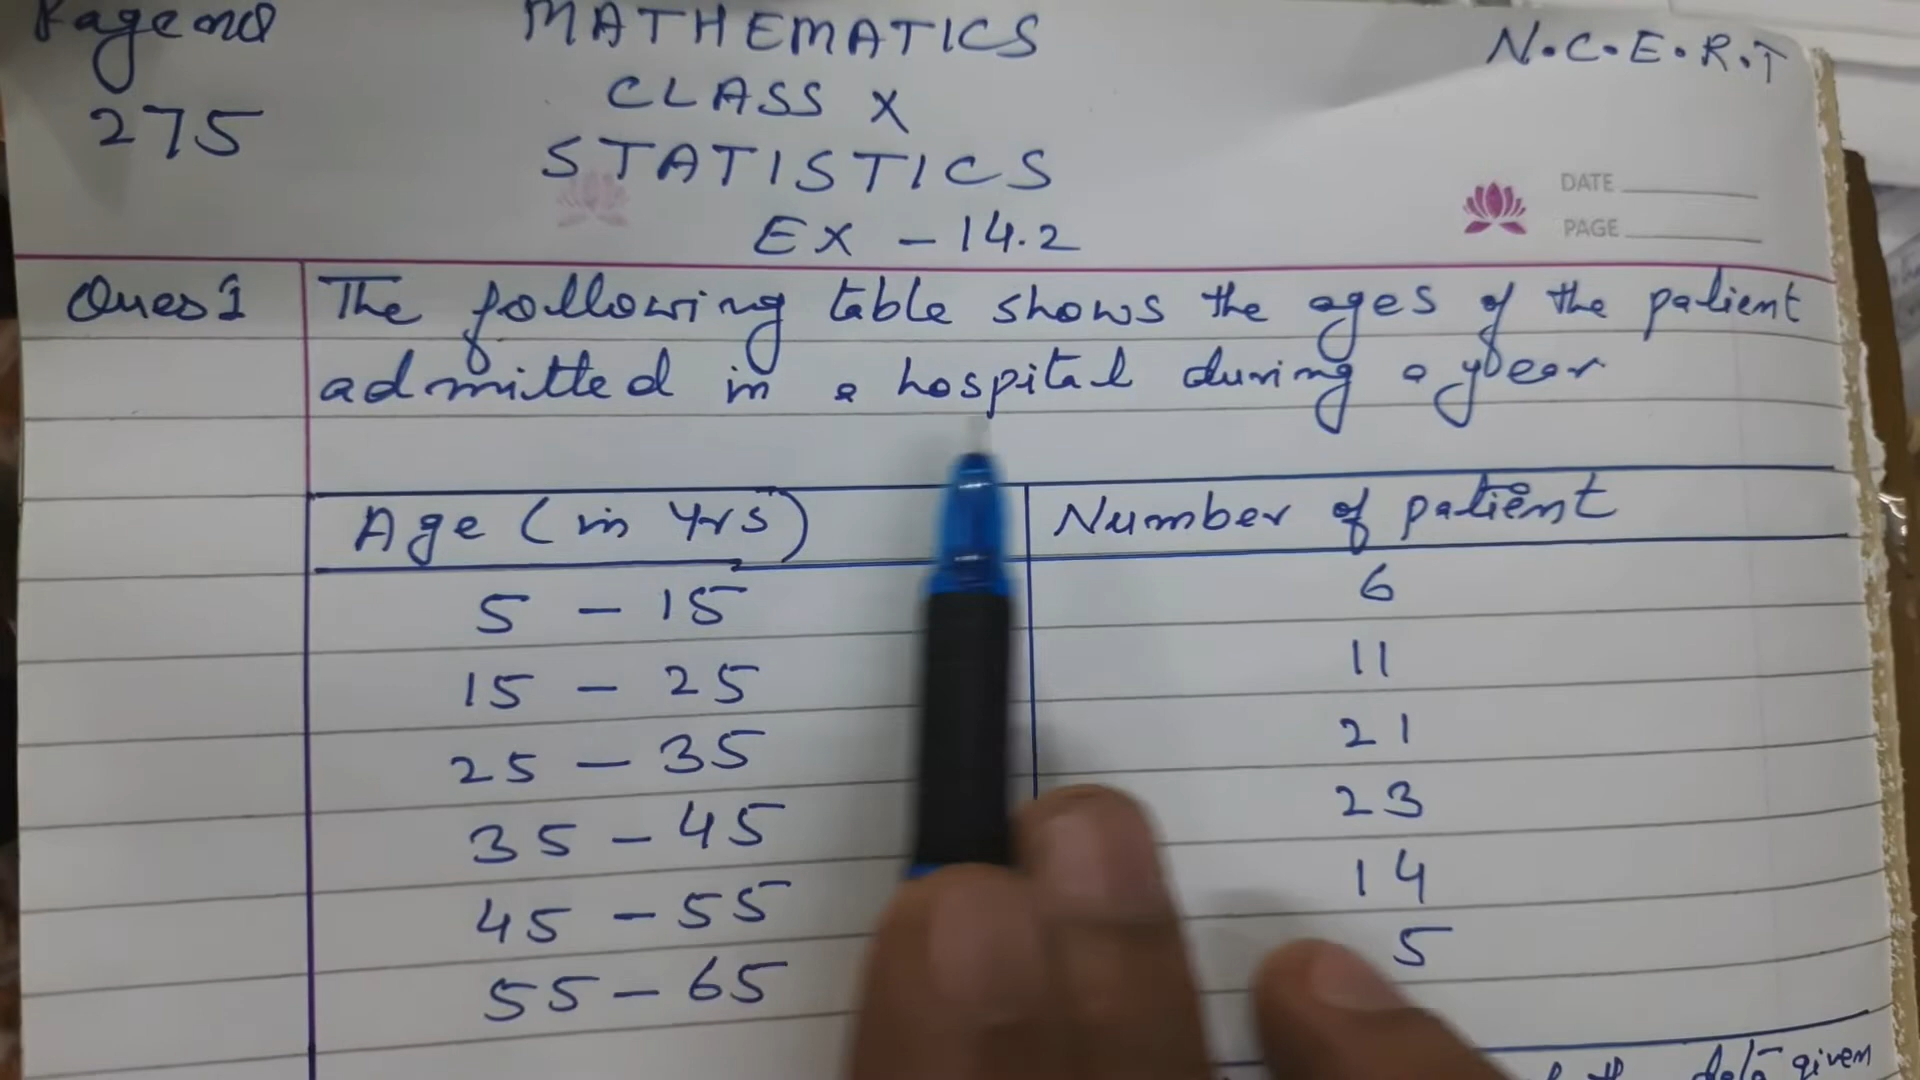 Page no
275
MATHEMATICS
CLASS X
STATISTICS
EX - 14.2
N.C.E.R.T
DATE
PAGE
Ques 1 The following table shows the ages of the patient
admitted in a hospital during a year
Age (in Yrs) Number of patient
5 - 15 6
15 - 25 11
25 - 35 21
35 - 45 23
45 - 55 14
55 - 65 5
data given